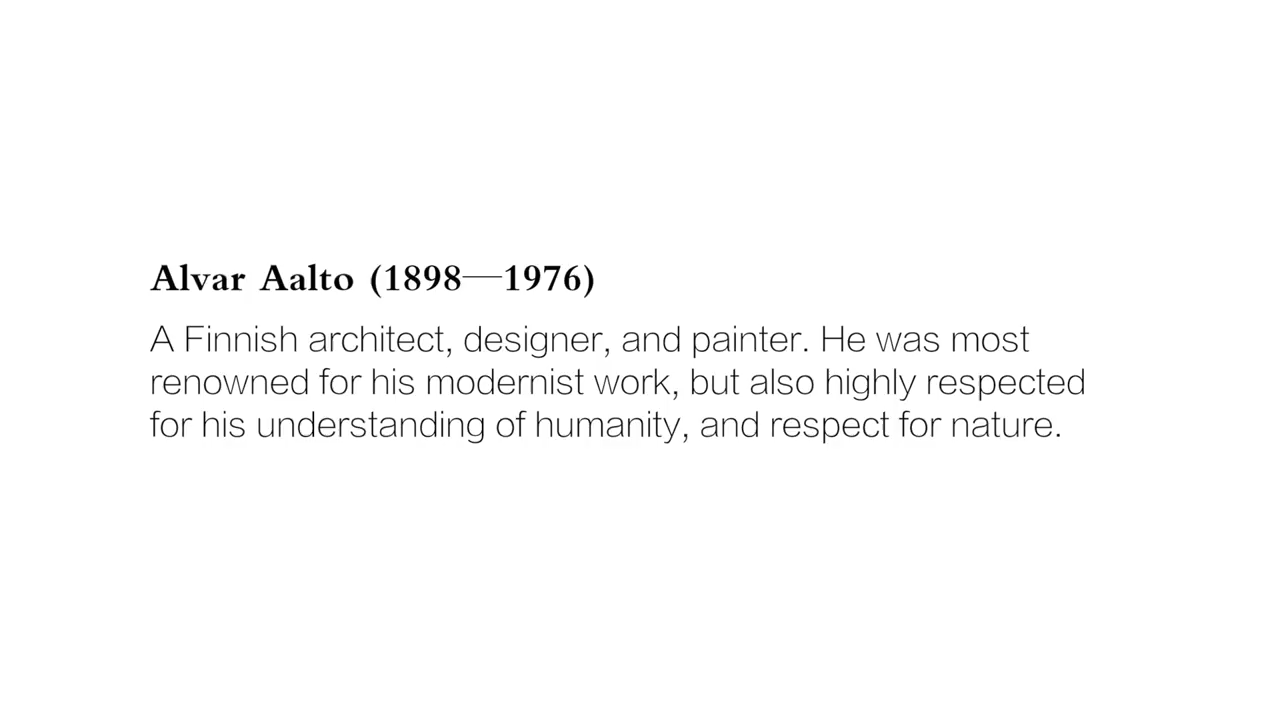 Alvar Aalto (1898—1976)
A Finnish architect, designer, and painter. He was most
renowned for his modernist work, but also highly respected
for his understanding of humanity, and respect for nature.